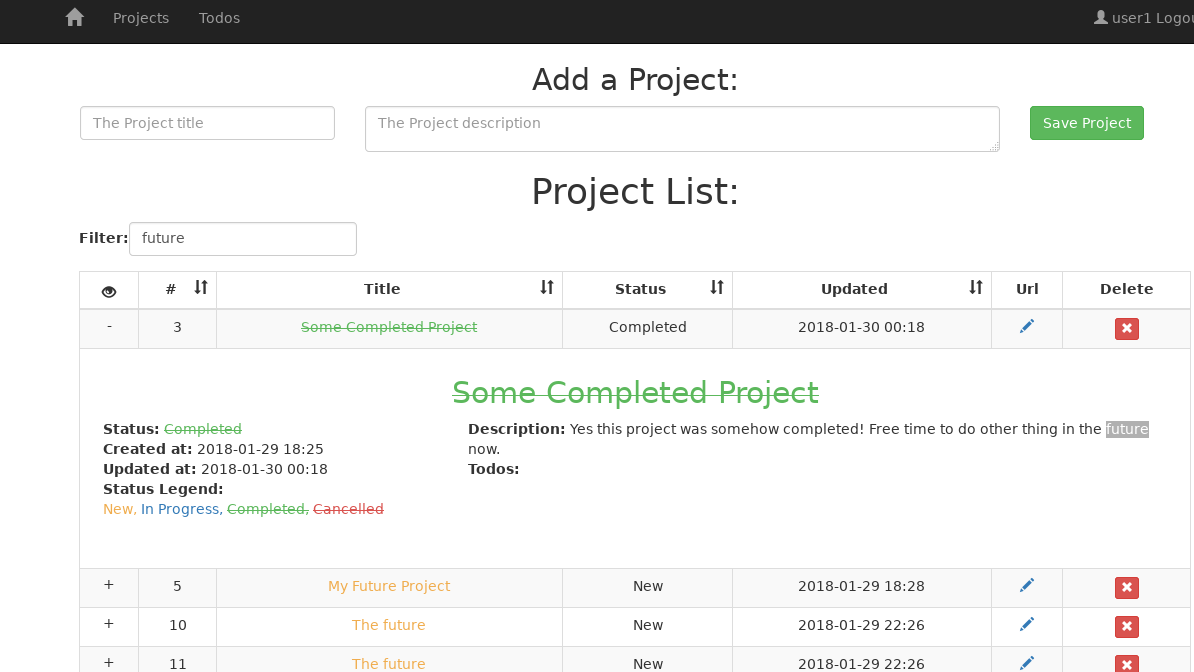 Projects Todos user1 Logou
Add a Project:
The Project title The Project description Save Project
Project List:
Filter: future
# Title Status Updated Url Delete
- 3 Some Completed Project Completed 2018-01-30 00:18
Some Completed Project
Status: Completed
Created at: 2018-01-29 18:25
Updated at: 2018-01-30 00:18
Status Legend:
New, In Progress, Completed, Cancelled
Description: Yes this project was somehow completed! Free time to do other thing in the future
now.
Todos:
+ 5 My Future Project New 2018-01-29 18:28
+ 10 The future New 2018-01-29 22:26
+ 11 The future New 2018-01-29 22:26